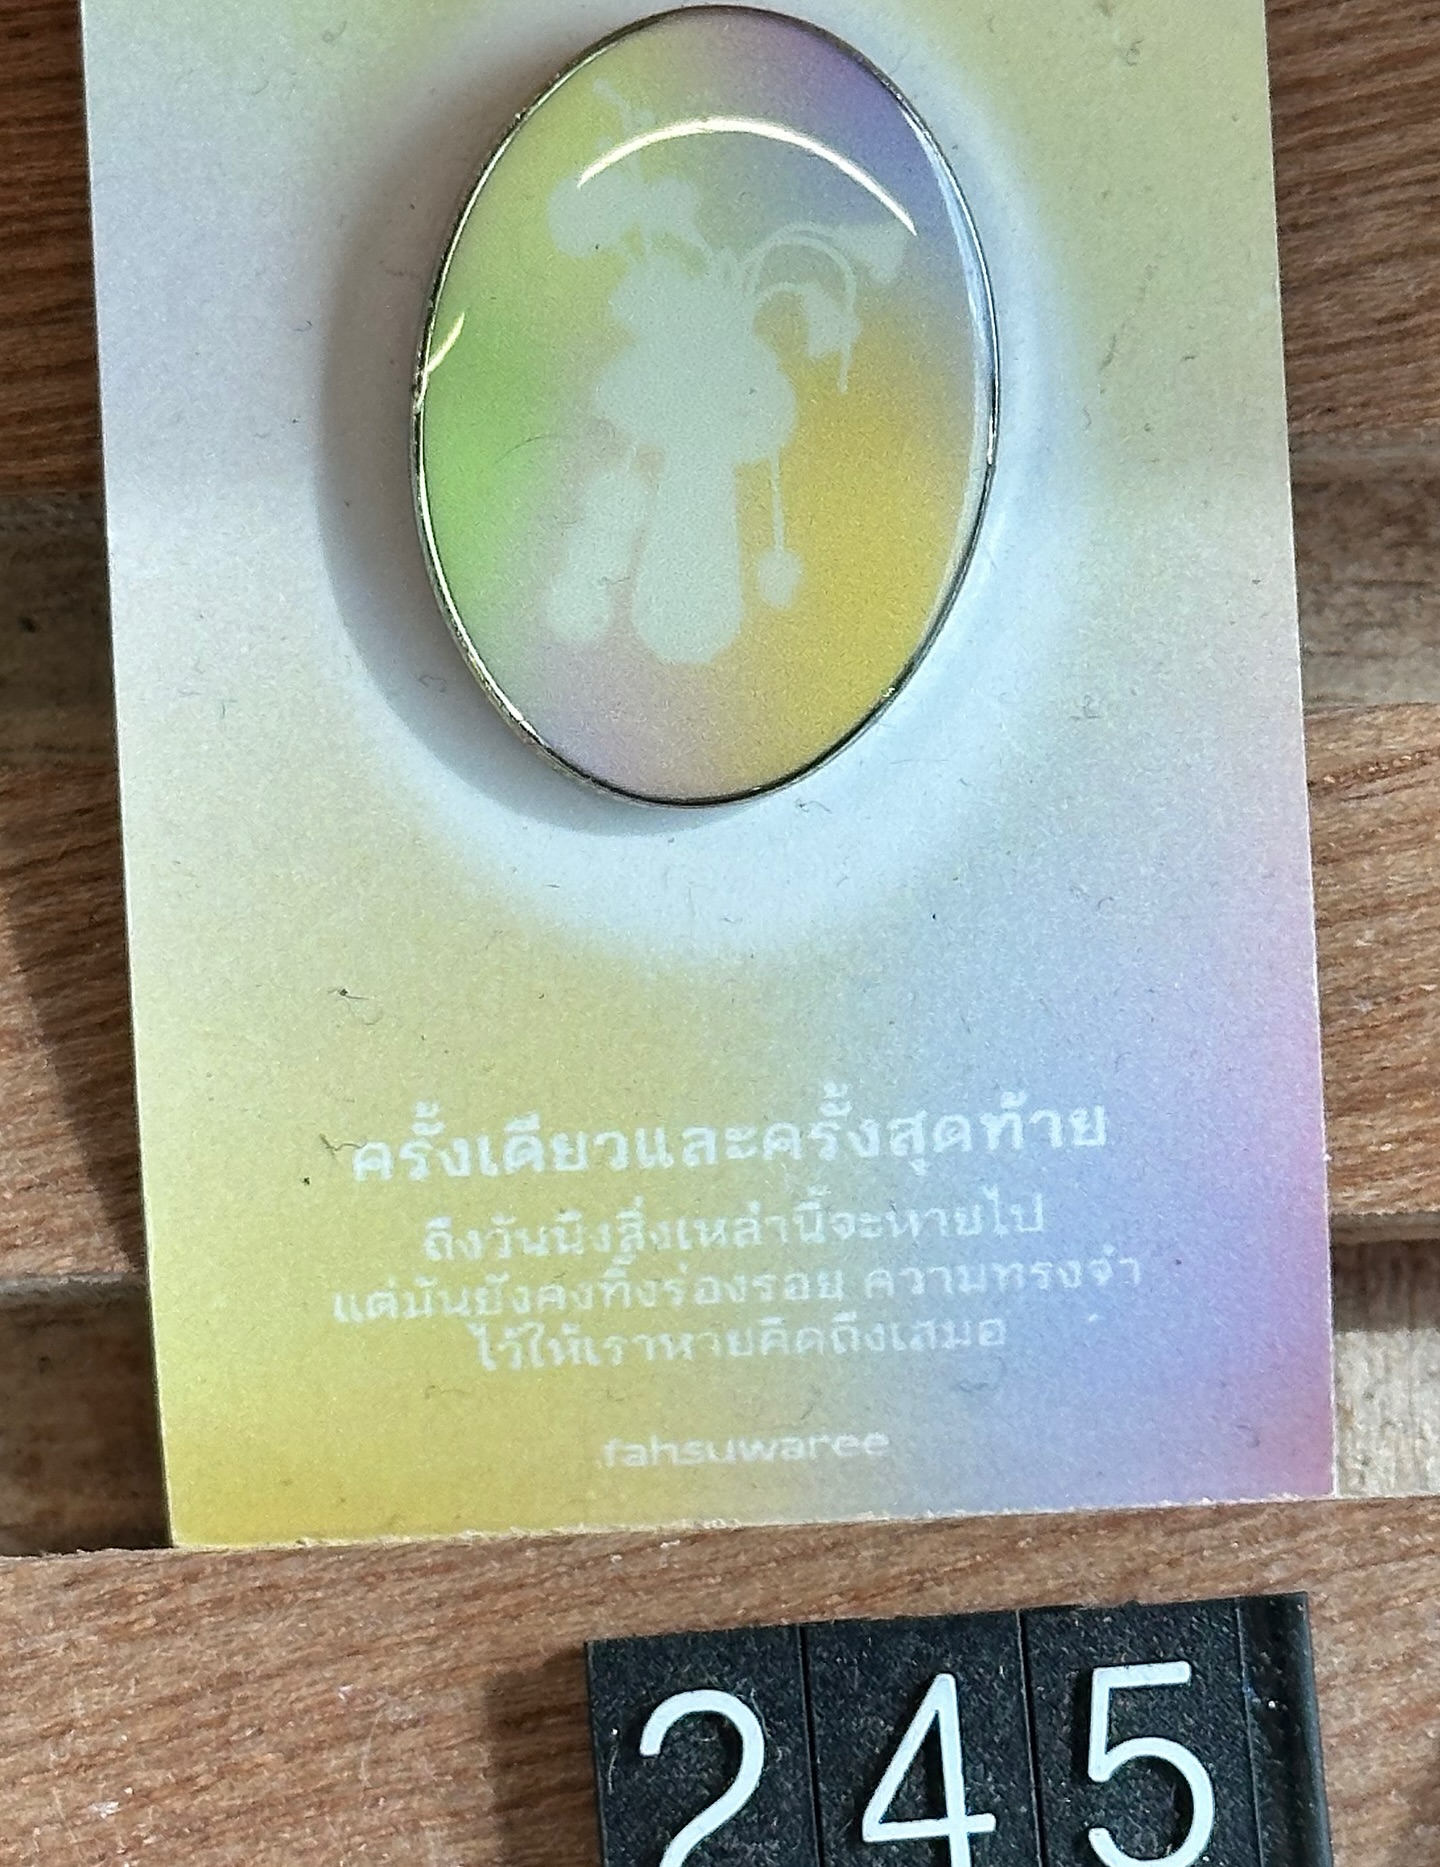 ครั้งเดียวและครั้งสุดท้าย
ถึงวันนึงสิ่งเหล่านี้จะหายไป
แต่มันยังคงทิ้งร่องรอย ความทรงจำ
ไว้ให้เราหวยคิดถึงเสมอ
fahsuwaree
245